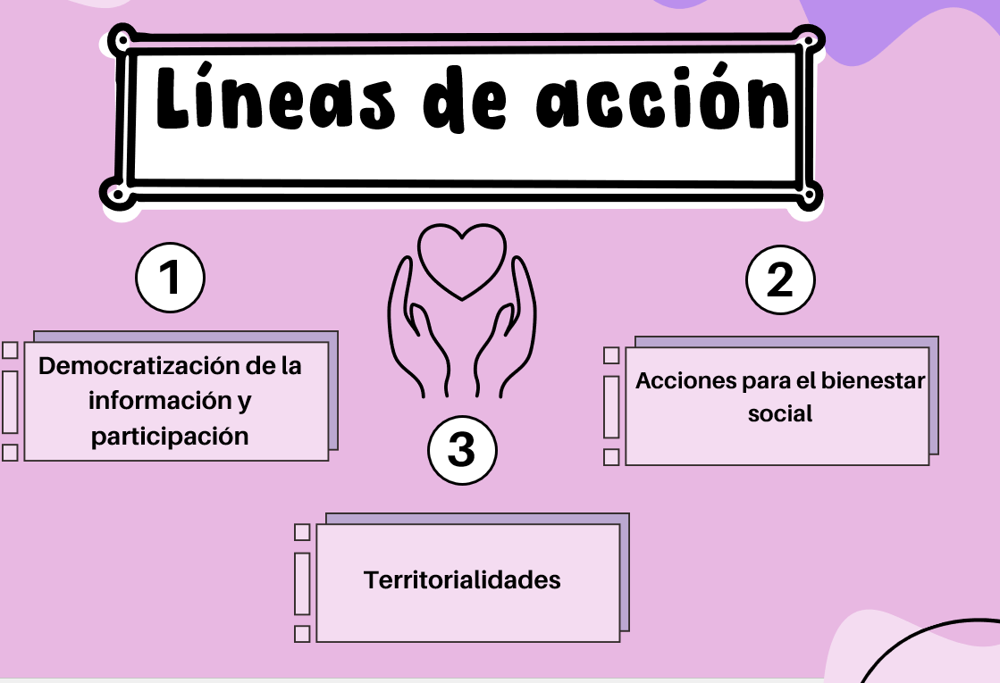 Líneas de acción
1
Democratización de la
información y
participación
2
Acciones para el bienestar
social
3
Territorialidades